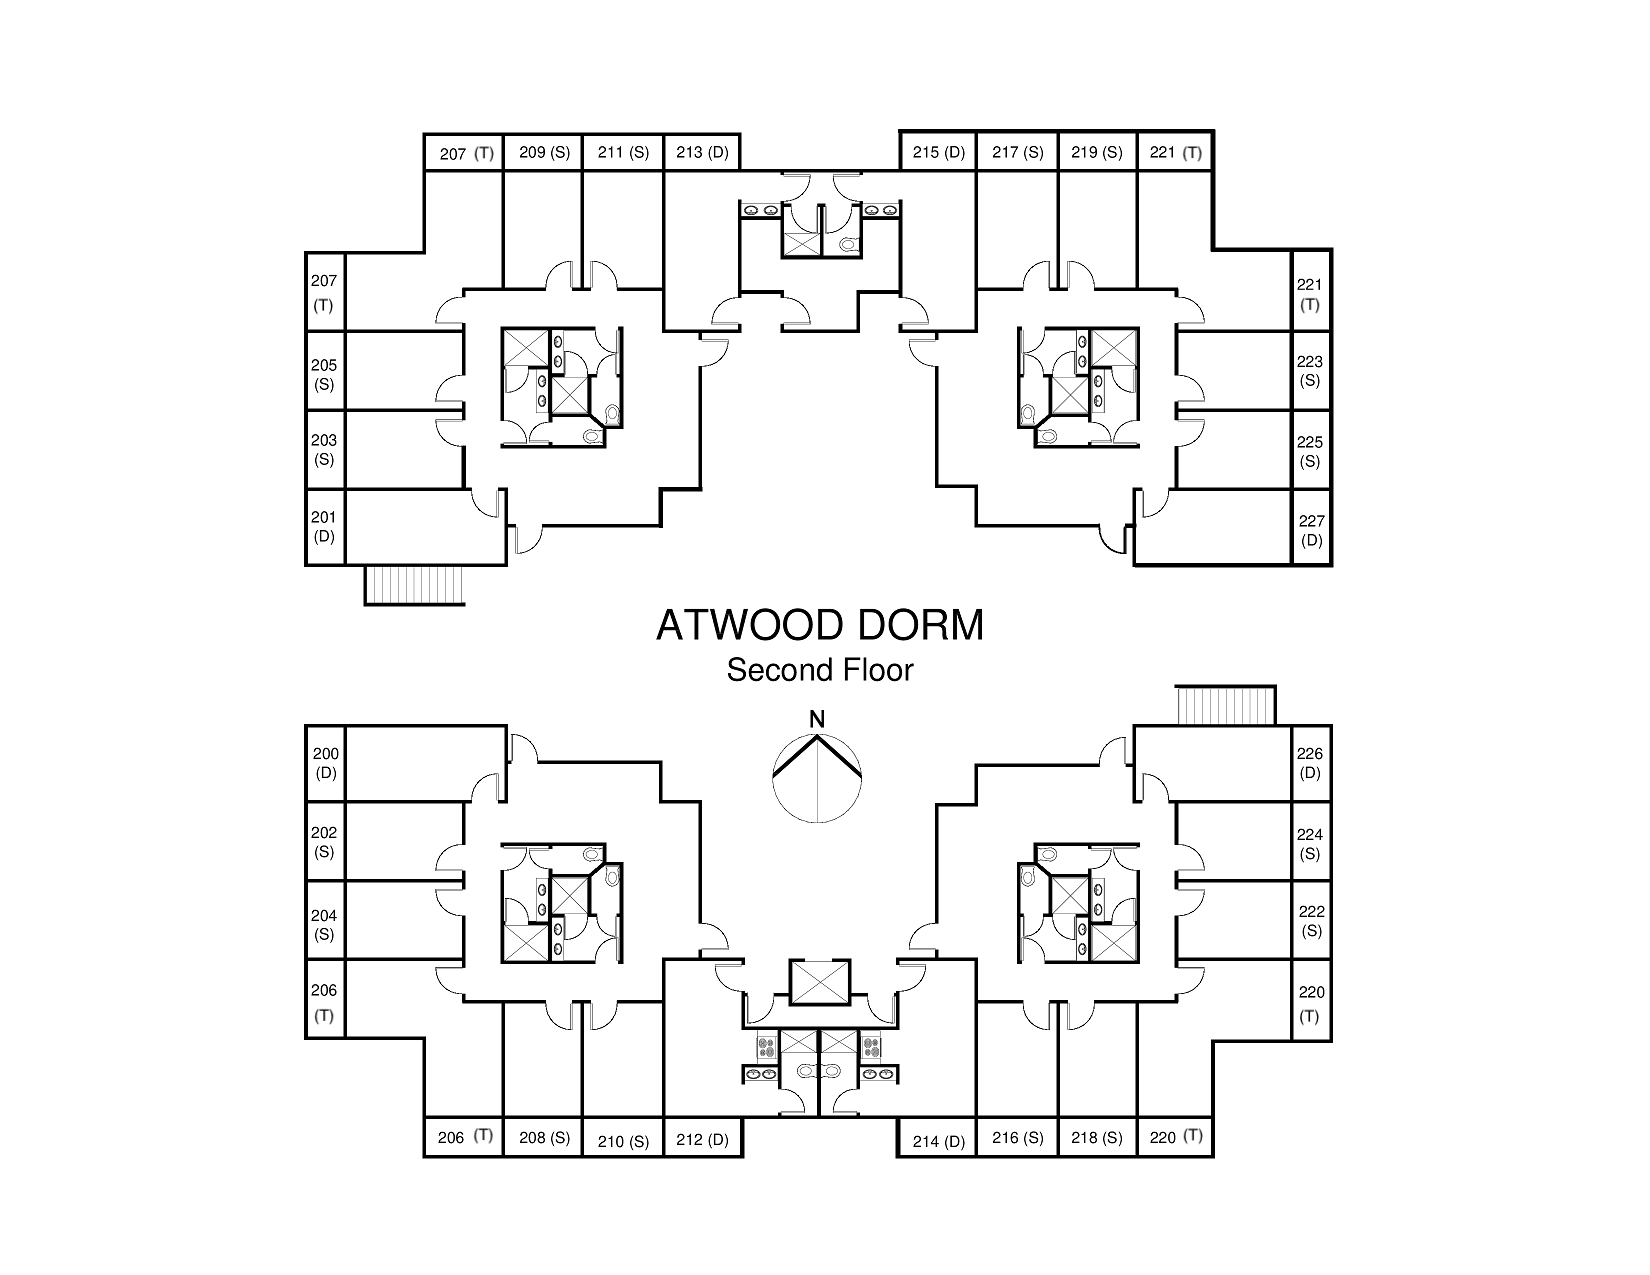 207 (T)
209 (S)
211 (S)
213 (D)
215 (D)
217 (S)
219 (S)
221 (T)
207
(T)
205
(S)
203
(S)
201
(D)
221
(T)
223
(S)
225
(S)
227
(D)
ATWOOD DORM
Second Floor
N
200
(D)
202
(S)
204
(S)
206
(T)
226
(D)
224
(S)
222
(S)
220
(T)
206 (T)
208 (S)
210 (S)
212 (D)
214 (D)
216 (S)
218 (S)
220 (T)